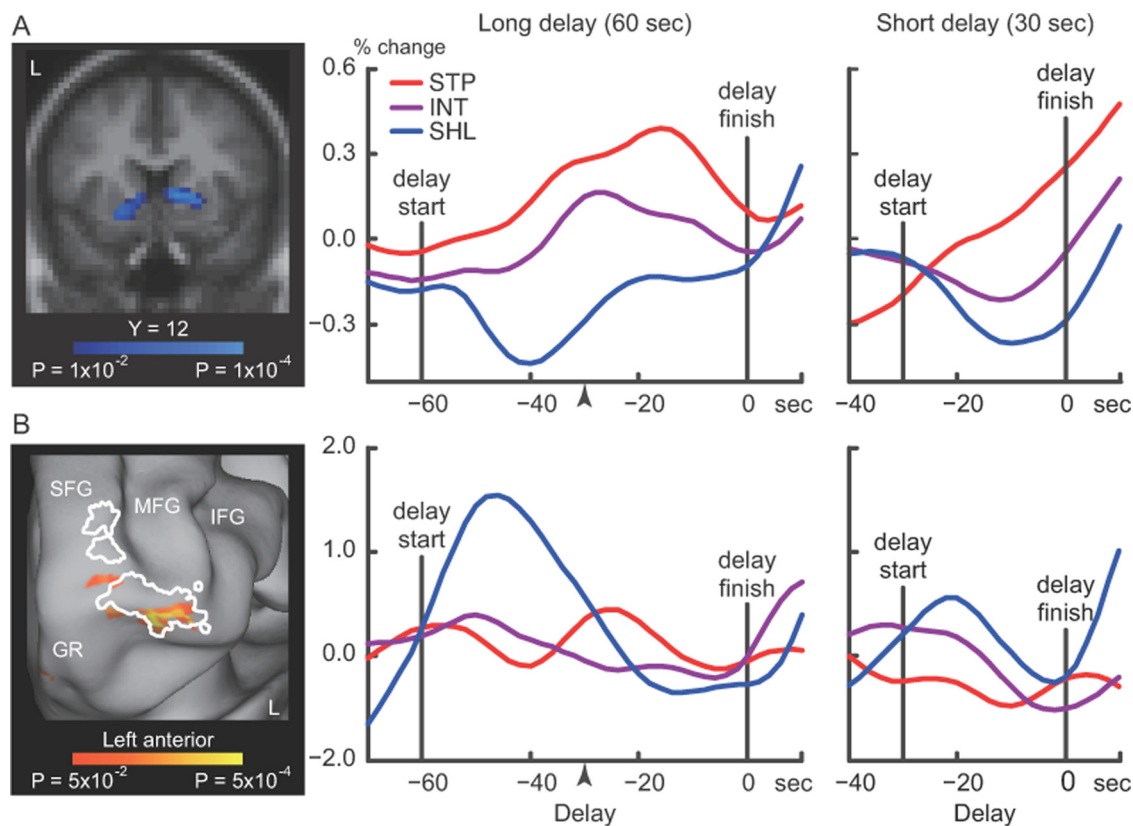 A
Long delay (60 sec)
Short delay (30 sec)
L
% change
0.6
0.3
0.0
−0.3
STP
INT
SHL
delay
start
delay
finish
delay
start
delay
finish
Y = 12
P = 1x10-2
P = 1x10-4
−60
−40
−20
0
sec
−40
−20
0
sec
B
SFG
MFG
IFG
GR
L
Left anterior
P = 5x10-2
P = 5x10-4
2.0
1.0
0.0
−2.0
delay
start
delay
finish
delay
start
delay
finish
−60
−40
−20
0
sec
Delay
−40
−20
0
sec
Delay